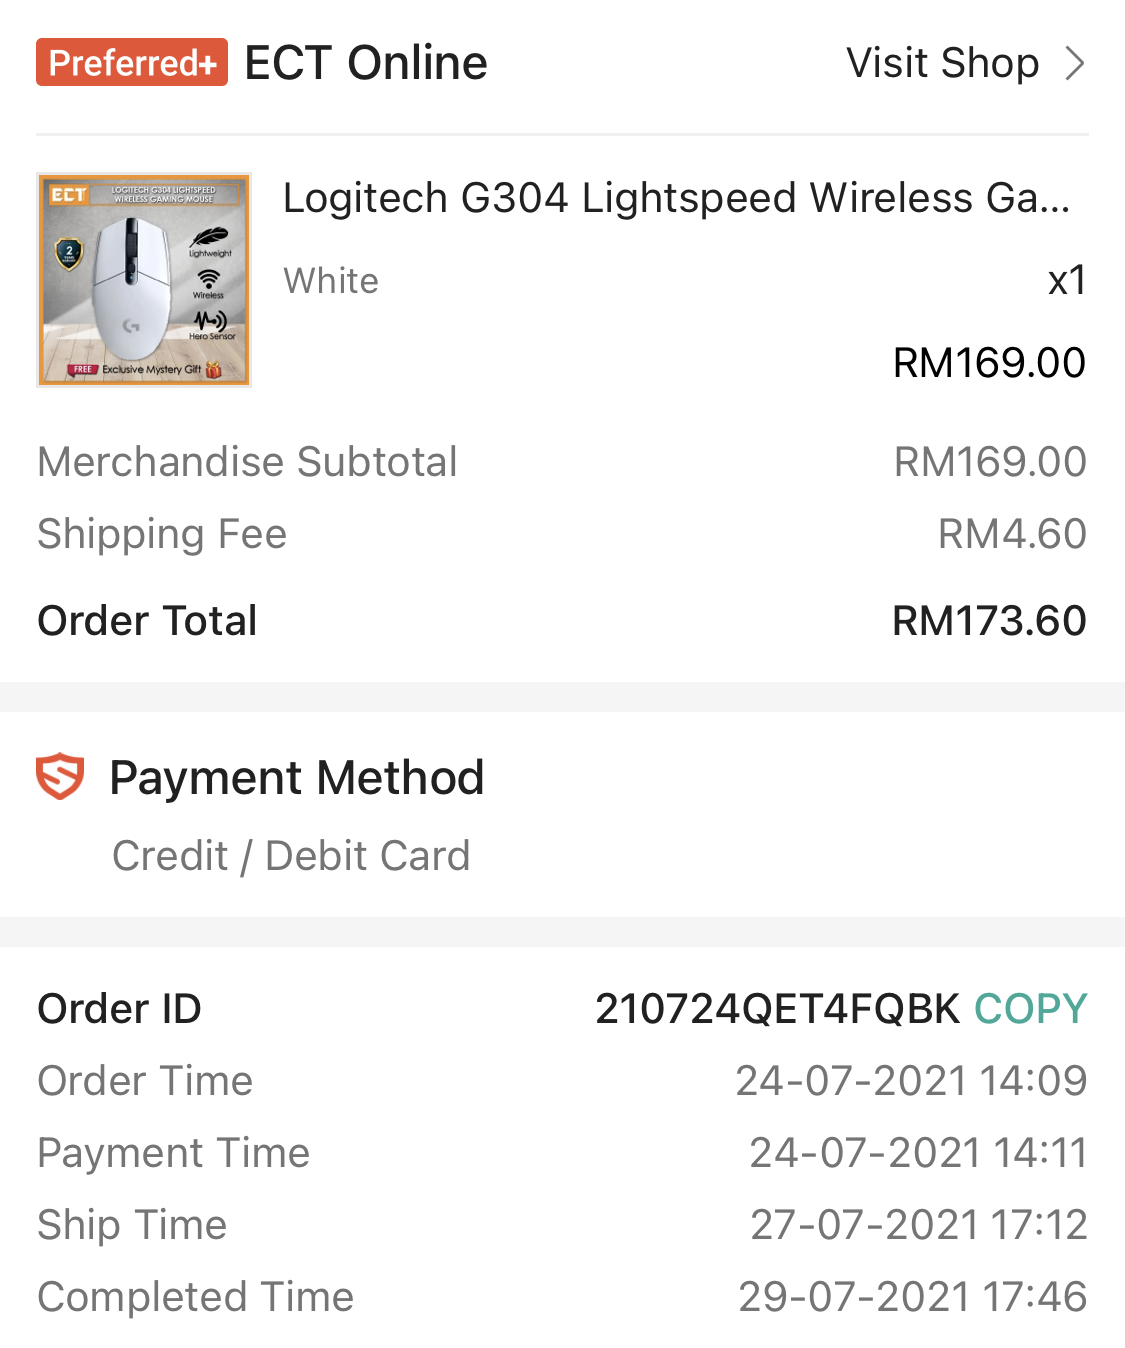 Preferred+ ECT Online Visit Shop >
ECT LOGITECH G304 LIGHTSPEED
WIRELESS GAMING MOUSE
2
Lightweight
Wireless
Hero Sensor
FREE Exclusive Mystery Gift
Logitech G304 Lightspeed Wireless Ga...
White x1
RM169.00
Merchandise Subtotal RM169.00
Shipping Fee RM4.60
Order Total RM173.60
Payment Method
Credit / Debit Card
Order ID 210724QET4FQBK COPY
Order Time 24-07-2021 14:09
Payment Time 24-07-2021 14:11
Ship Time 27-07-2021 17:12
Completed Time 29-07-2021 17:46